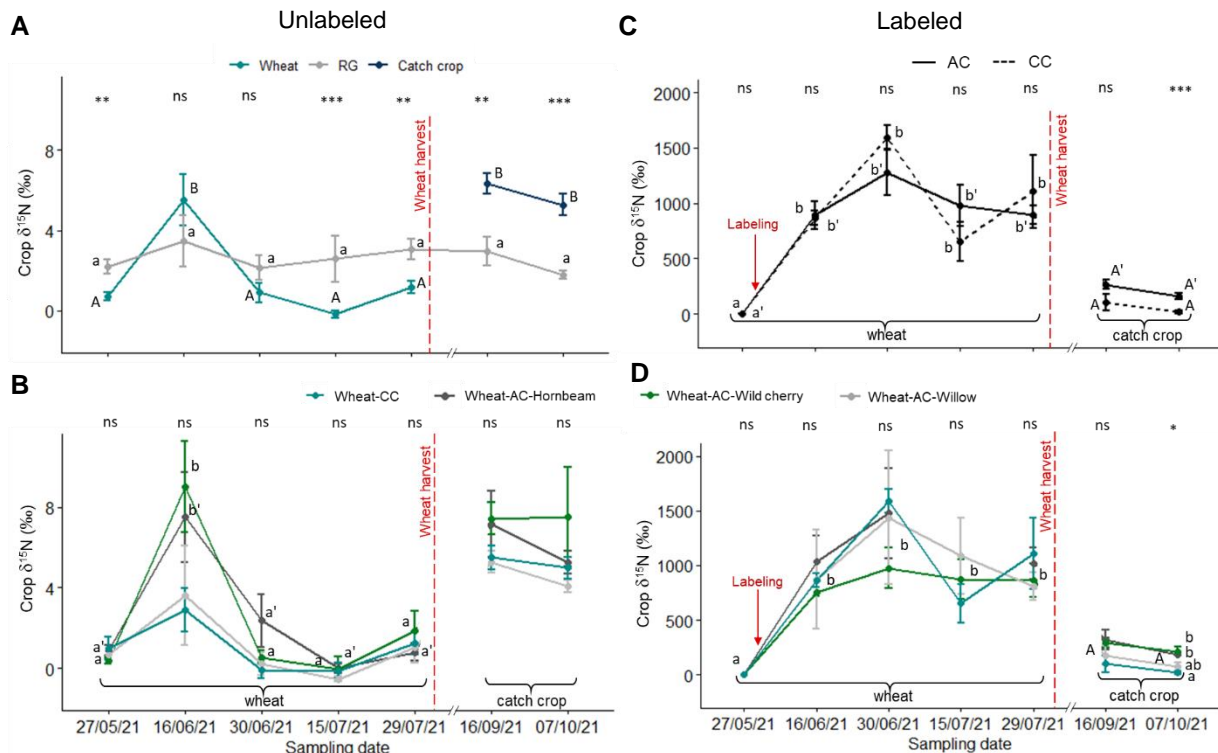 Unlabeled
A
Wheat RG Catch crop
** ns ns *** ** ** ***
8
4
0
Crop δ¹⁵N (‰)
B
B
B
a a a a a a a
A A A A
Wheat harvest
B
Wheat-CC Wheat-AC-Hornbeam
ns ns ns ns ns ns ns
8
4
0
Crop δ¹⁵N (‰)
b
b'
a' a' a' a
a a a a'
Wheat harvest
wheat catch crop
27/05/21 16/06/21 30/06/21 15/07/21 29/07/21 16/09/21 07/10/21
Sampling date
Labeled
C
AC CC
ns ns ns ns ns ns ***
2000
1500
1000
500
0
Crop δ¹⁵N (‰)
b
b' b' b
b b' b b'
Labeling
a a'
A' A'
A A
Wheat harvest
wheat catch crop
D
Wheat-AC-Wild cherry Wheat-AC-Willow
ns ns ns ns ns ns *
2000
1500
1000
500
0
Crop δ¹⁵N (‰)
b b b b
Labeling
a
A A b
b
ab
a
Wheat harvest
wheat catch crop
27/05/21 16/06/21 30/06/21 15/07/21 29/07/21 16/09/21 07/10/21
Sampling date